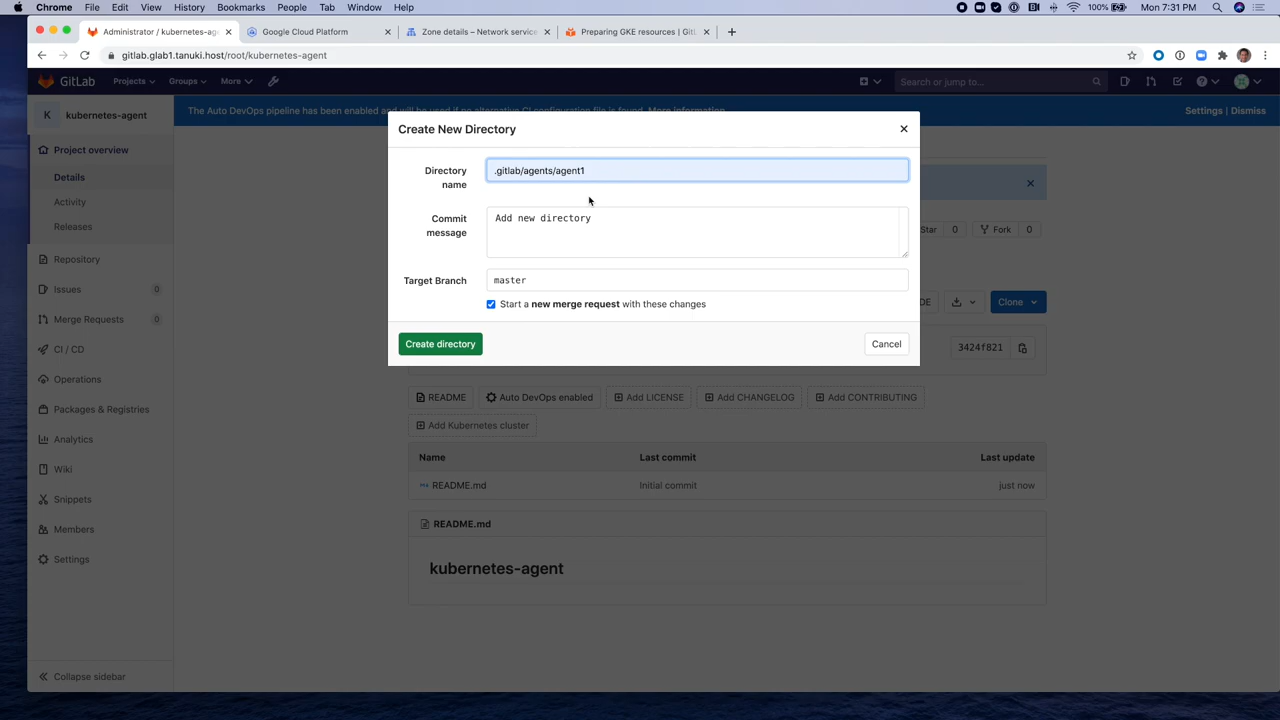 Chrome File Edit View History Bookmarks People Tab Window Help 100% Mon 7:31 PM
Administrator / kubernetes-age
Google Cloud Platform
Zone details – Network service
Preparing GKE resources | GitL
gitlab.glab1.tanuki.host/root/kubernetes-agent
GitLab Projects Groups More Search or jump to...
K kubernetes-agent
The Auto DevOps pipeline has been enabled and will be used if no alternative CI configuration file is found. More information
Settings | Dismiss
Project overview
Details
Activity
Releases
Repository
Issues 0
Merge Requests 0
CI / CD
Operations
Packages & Registries
Analytics
Wiki
Snippets
Members
Settings
Collapse sidebar
Create New Directory
Directory name
.gitlab/agents/agent1
Commit message
Add new directory
Target Branch
master
Start a new merge request with these changes
Create directory
Cancel
Star 0 Fork 0
DE
Clone
3424f821
README Auto DevOps enabled Add LICENSE Add CHANGELOG Add CONTRIBUTING
Add Kubernetes cluster
Name Last commit Last update
README.md Initial commit just now
README.md
kubernetes-agent